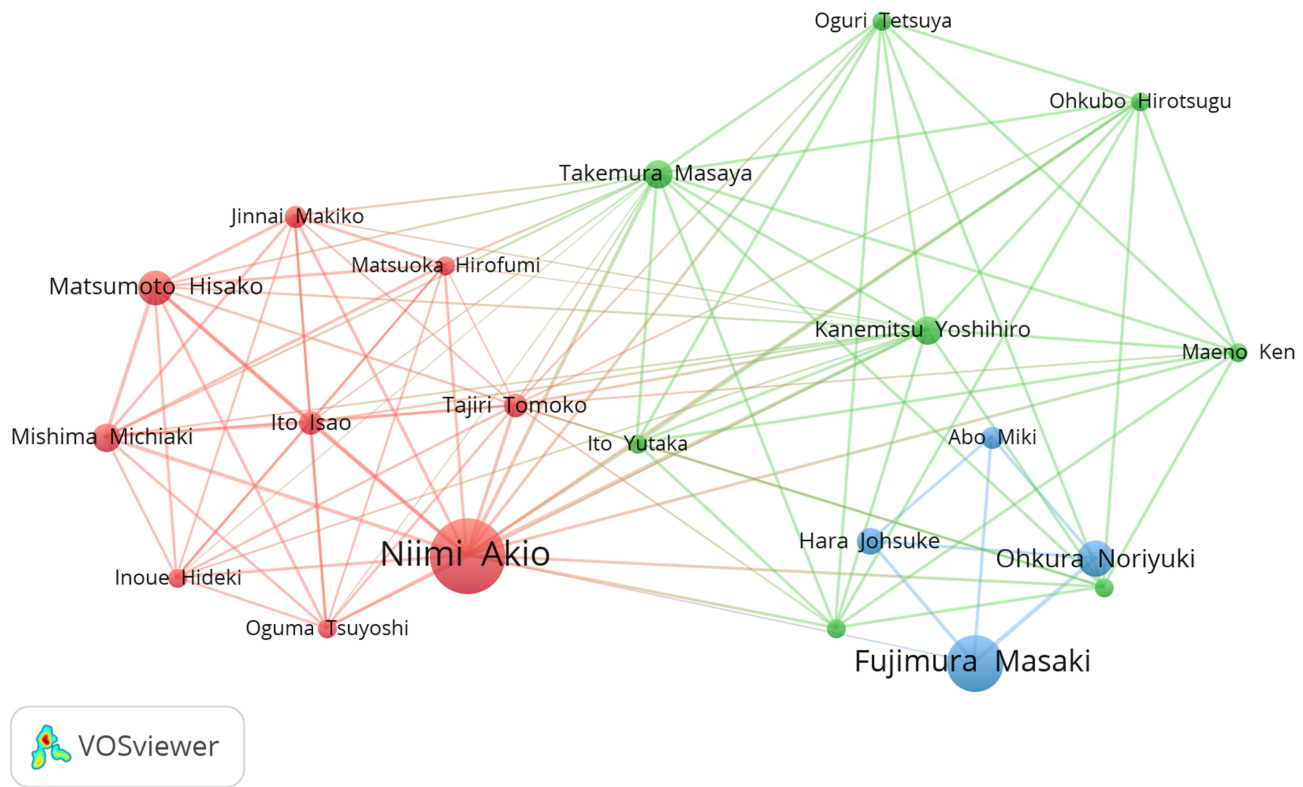 Oguri Tetsuya
Ohkubo Hirotsugu
Takemura Masaya
Jinnai Makiko
Matsuoka Hirofumi
Matsumoto Hisako
Kanemitsu Yoshihiro
Maeno Ken
Tajiri Tomoko
Ito Isao
Mishima Michiaki
Ito Yutaka
Abo Miki
Hara Johsuke
Niimi Akio
Ohkura Noriyuki
Inoue Hideki
Oguma Tsuyoshi
Fujimura Masaki
VOSviewer